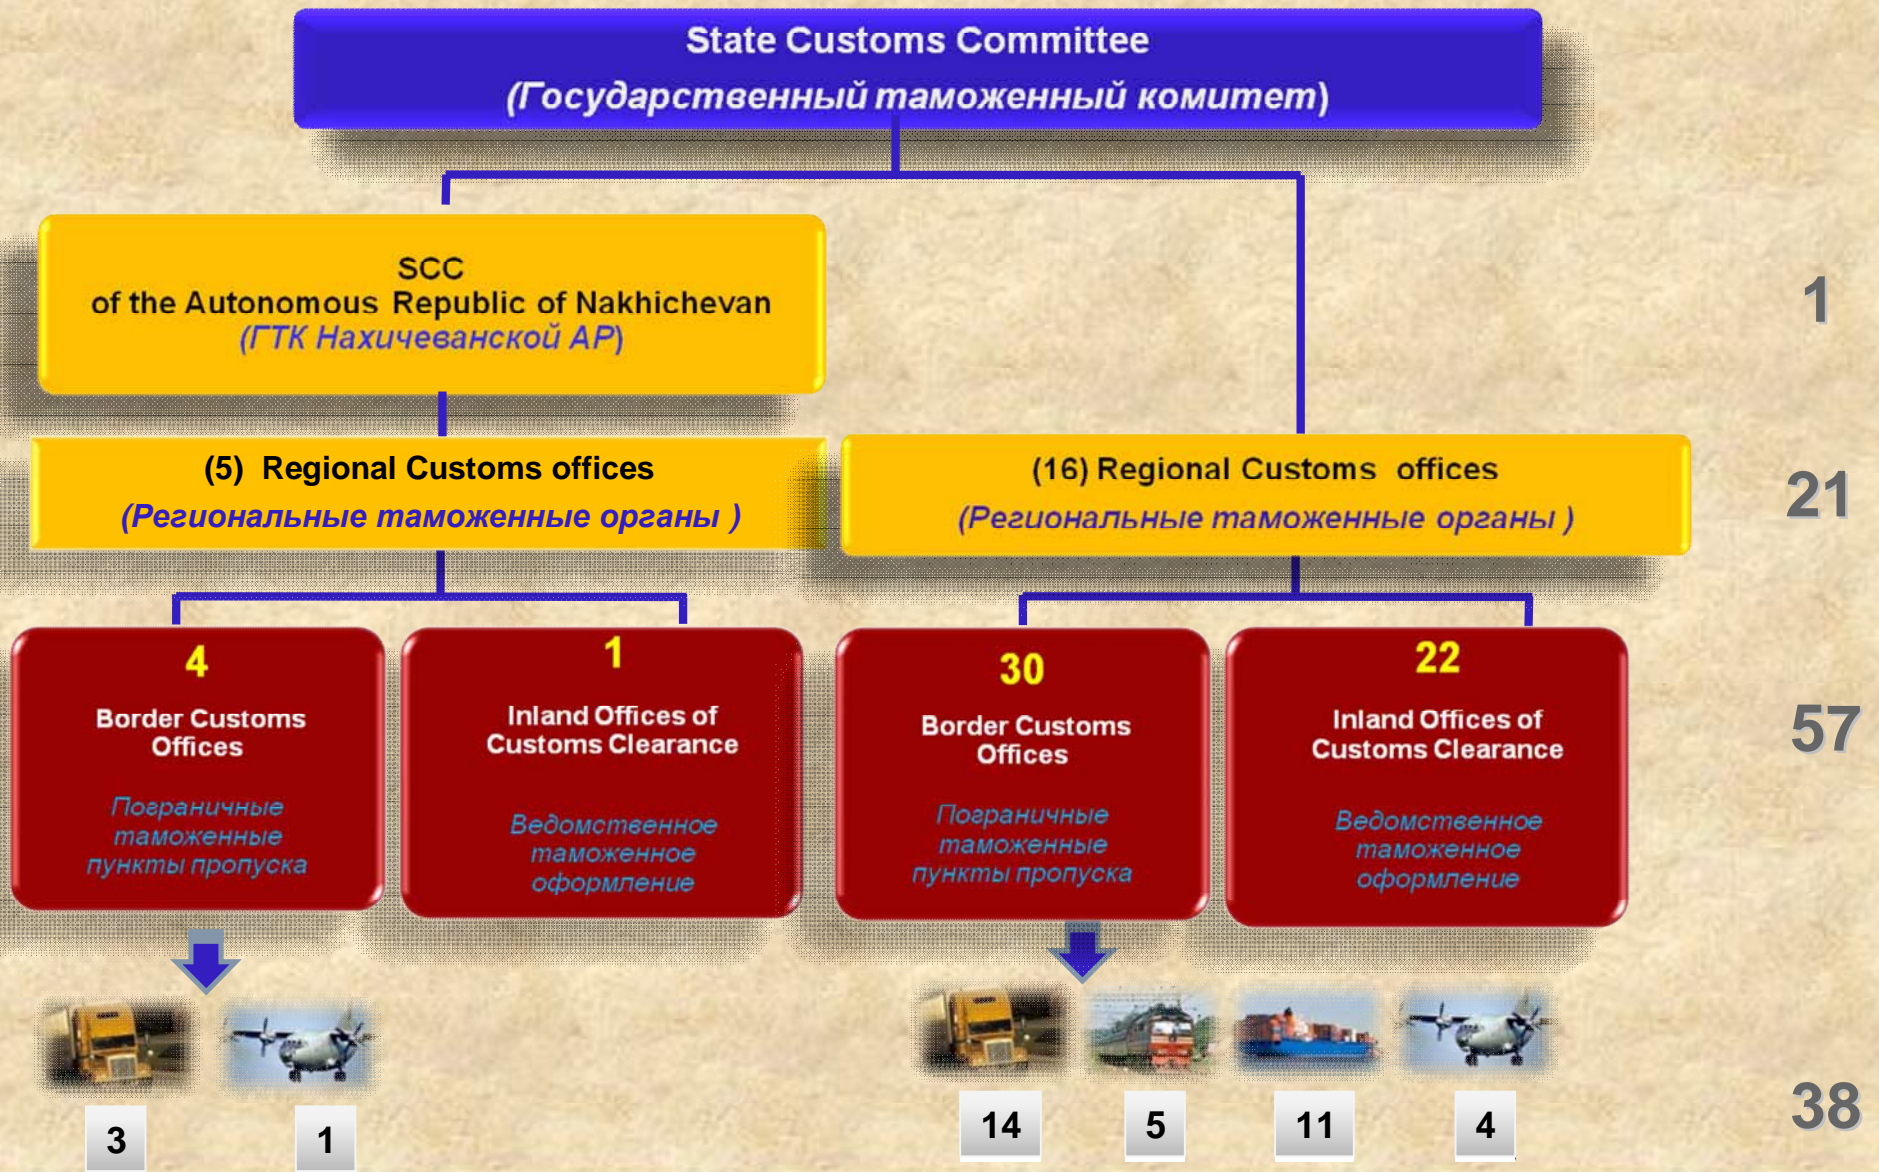 State Customs Committee
(Государственный таможенный комитет)
SCC
of the Autonomous Republic of Nakhichevan
(ГТК Нахичеванской АР)
1
(5) Regional Customs offices
(Региональные таможенные органы )
(16) Regional Customs offices
(Региональные таможенные органы )
21
4
Border Customs
Offices
Пограничные
таможенные
пункты пропуска
1
Inland Offices of
Customs Clearance
Ведомственное
таможенное
оформление
30
Border Customs
Offices
Пограничные
таможенные
пункты пропуска
22
Inland Offices of
Customs Clearance
Ведомственное
таможенное
оформление
57
3
1
14
5
11
4
38